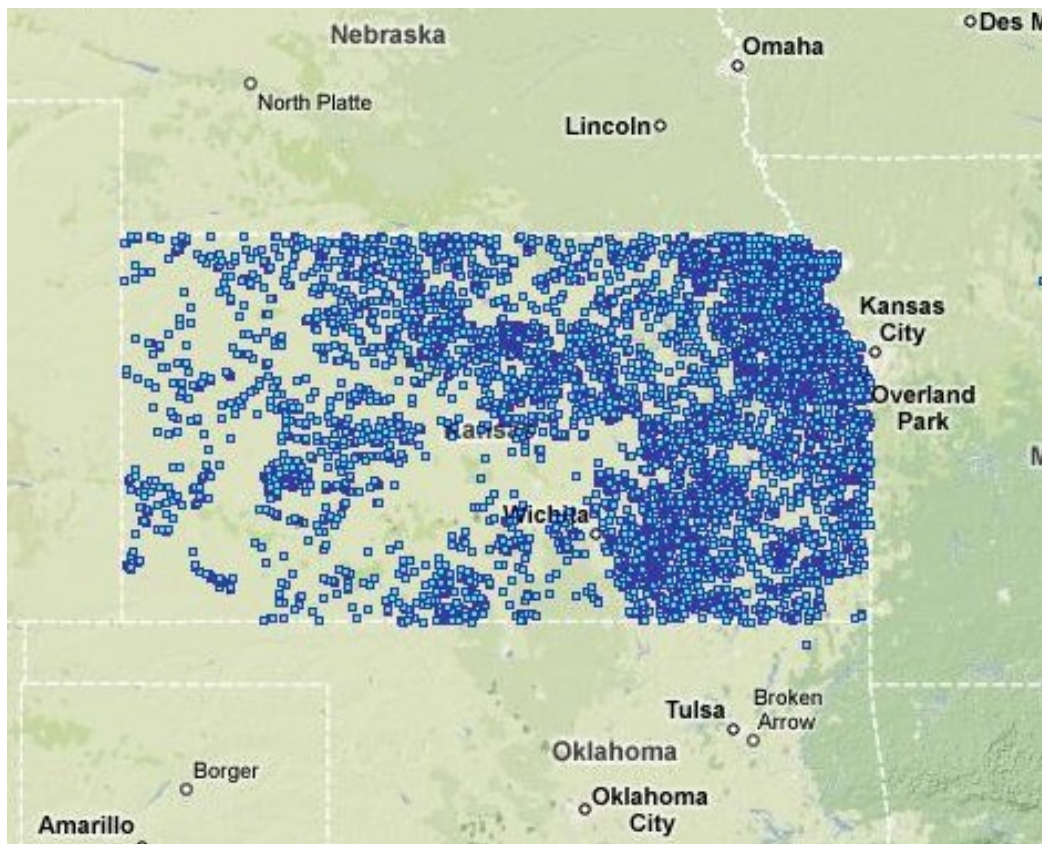 Nebraska
Omaha
Des M
North Platte
Lincoln
Kansas
City
Overland
Park
Kansas
M
Wichita
Tulsa
Broken
Arrow
Oklahoma
Borger
Oklahoma
City
Amarillo